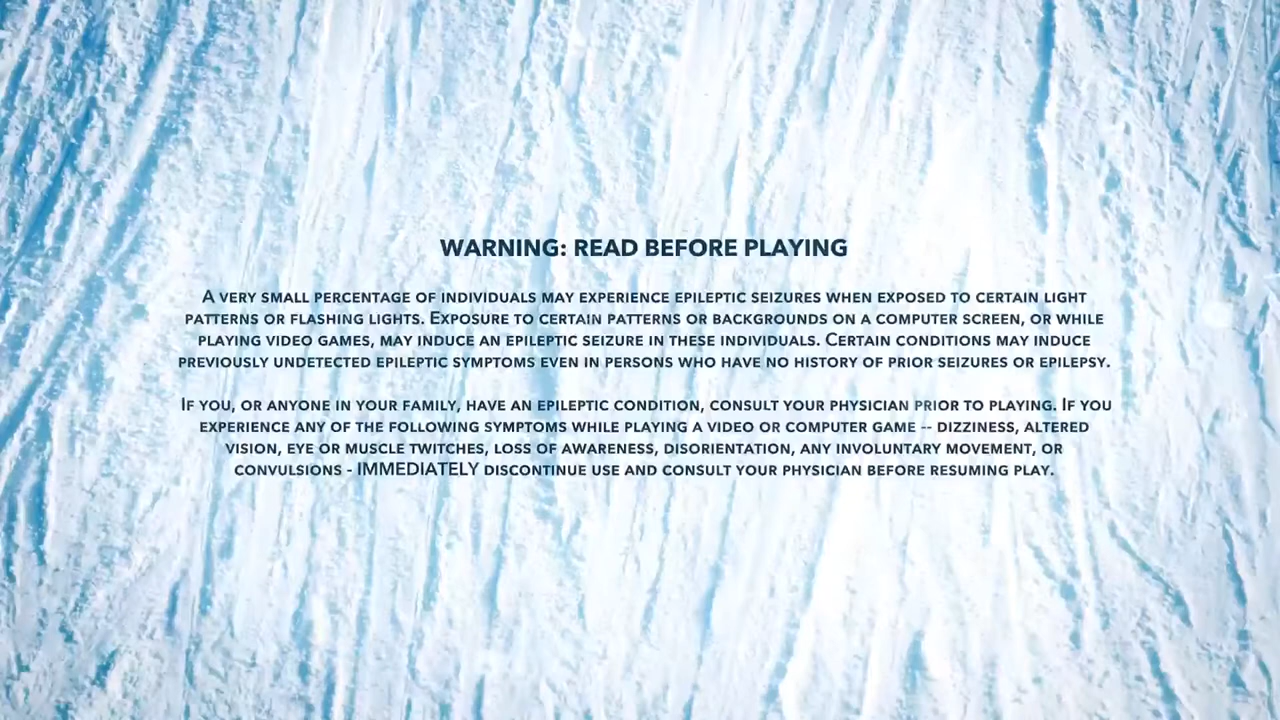 WARNING: READ BEFORE PLAYING
A VERY SMALL PERCENTAGE OF INDIVIDUALS MAY EXPERIENCE EPILEPTIC SEIZURES WHEN EXPOSED TO CERTAIN LIGHT
PATTERNS OR FLASHING LIGHTS. EXPOSURE TO CERTAIN PATTERNS OR BACKGROUNDS ON A COMPUTER SCREEN, OR WHILE
PLAYING VIDEO GAMES, MAY INDUCE AN EPILEPTIC SEIZURE IN THESE INDIVIDUALS. CERTAIN CONDITIONS MAY INDUCE
PREVIOUSLY UNDETECTED EPILEPTIC SYMPTOMS EVEN IN PERSONS WHO HAVE NO HISTORY OF PRIOR SEIZURES OR EPILEPSY.
IF YOU, OR ANYONE IN YOUR FAMILY, HAVE AN EPILEPTIC CONDITION, CONSULT YOUR PHYSICIAN PRIOR TO PLAYING. IF YOU
EXPERIENCE ANY OF THE FOLLOWING SYMPTOMS WHILE PLAYING A VIDEO OR COMPUTER GAME -- DIZZINESS, ALTERED
VISION, EYE OR MUSCLE TWITCHES, LOSS OF AWARENESS, DISORIENTATION, ANY INVOLUNTARY MOVEMENT, OR
CONVULSIONS - IMMEDIATELY DISCONTINUE USE AND CONSULT YOUR PHYSICIAN BEFORE RESUMING PLAY.